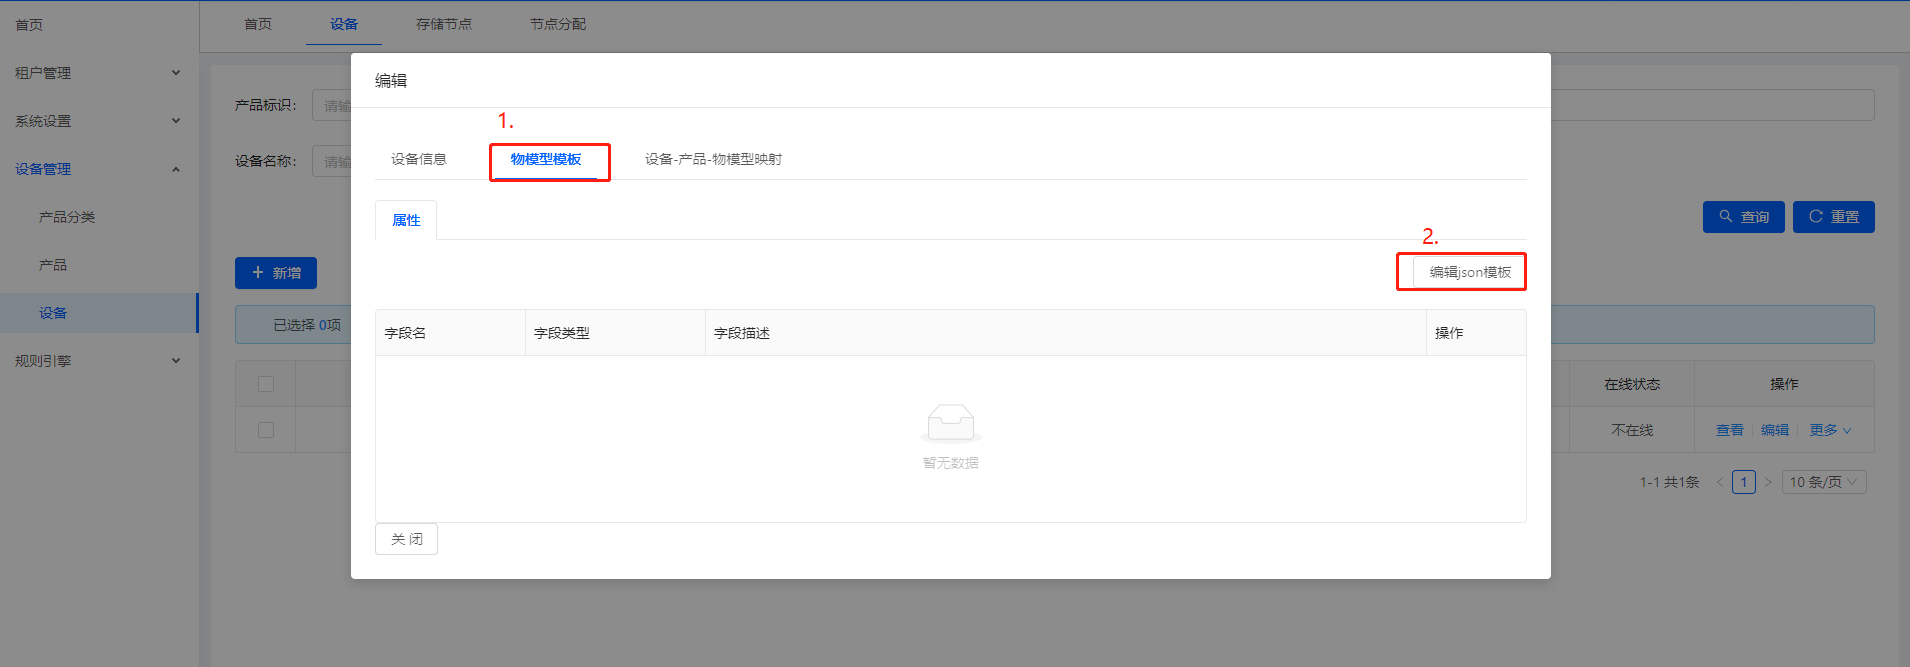 首页
租户管理
系统设置
设备管理
产品分类
产品
设备
规则引擎
首页 设备 存储节点 节点分配
产品标识： 请输
设备名称： 请输
查询 重置
新增
已选择 0项
在线状态 操作
不在线 查看 编辑 更多
1-1 共1条 1 10 条/页
编辑
1.
设备信息 物模型模板 设备-产品-物模型映射
属性
2.
编辑json模板
字段名 字段类型 字段描述 操作
暂无数据
关 闭